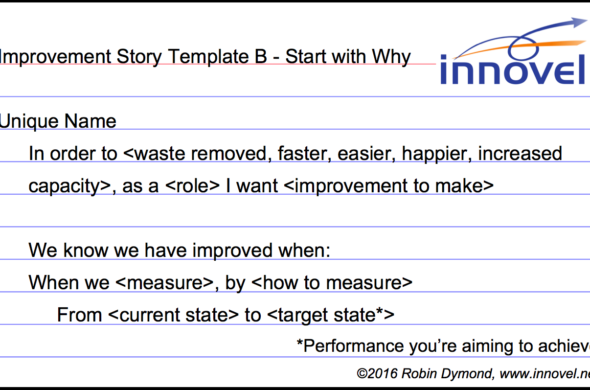 Improvement Story Template B - Start with Why
innovel
Unique Name
In order to <waste removed, faster, easier, happier, increased
capacity>, as a <role> I want <improvement to make>
We know we have improved when:
When we <measure>, by <how to measure>
From <current state> to <target state*>
*Performance you're aiming to achiev
©2016 Robin Dymond, www.innovel.ne